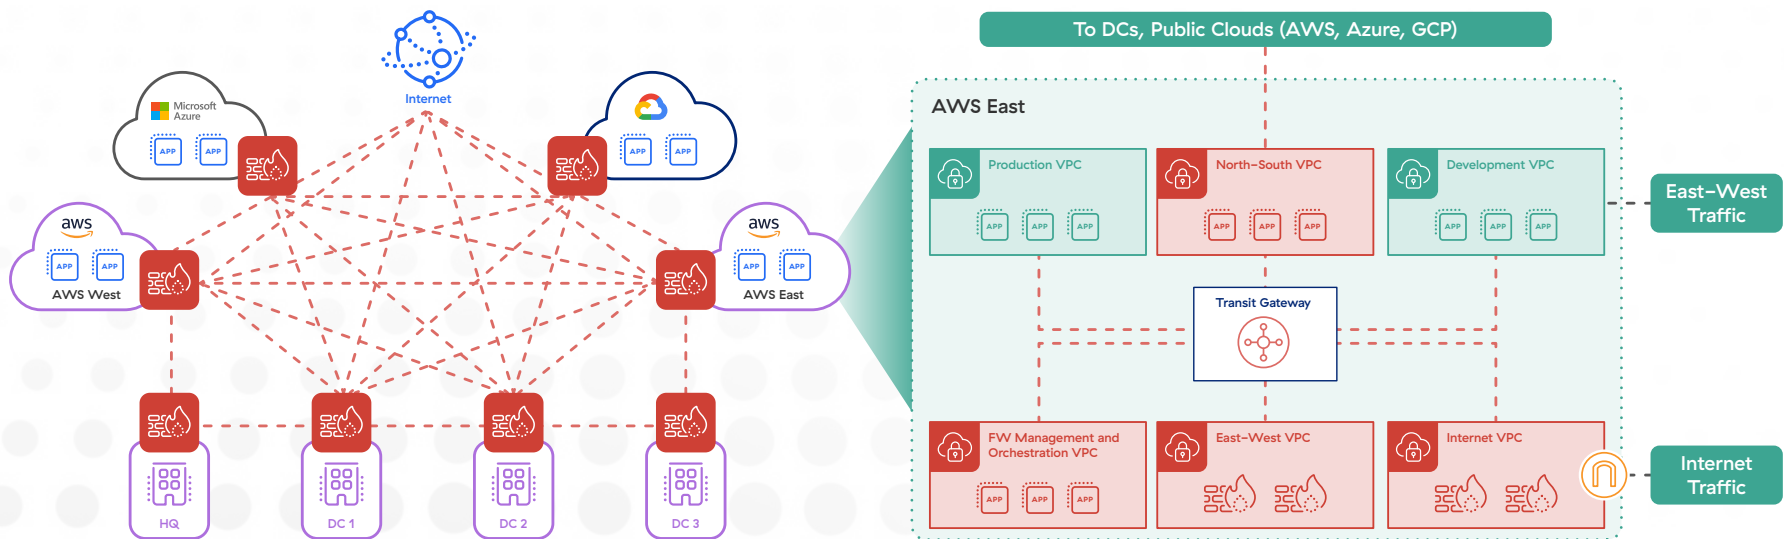 Internet
Microsoft
Azure
APP
APP
APP
APP
aws
APP
APP
AWS West
aws
APP
APP
AWS East
HQ
DC 1
DC 2
DC 3
To DCs, Public Clouds (AWS, Azure, GCP)
AWS East
Production VPC
APP
APP
APP
North-South VPC
APP
APP
APP
Development VPC
APP
APP
APP
East-West
Traffic
Transit Gateway
FW Management and
Orchestration VPC
APP
APP
APP
East-West VPC
Internet VPC
Internet
Traffic